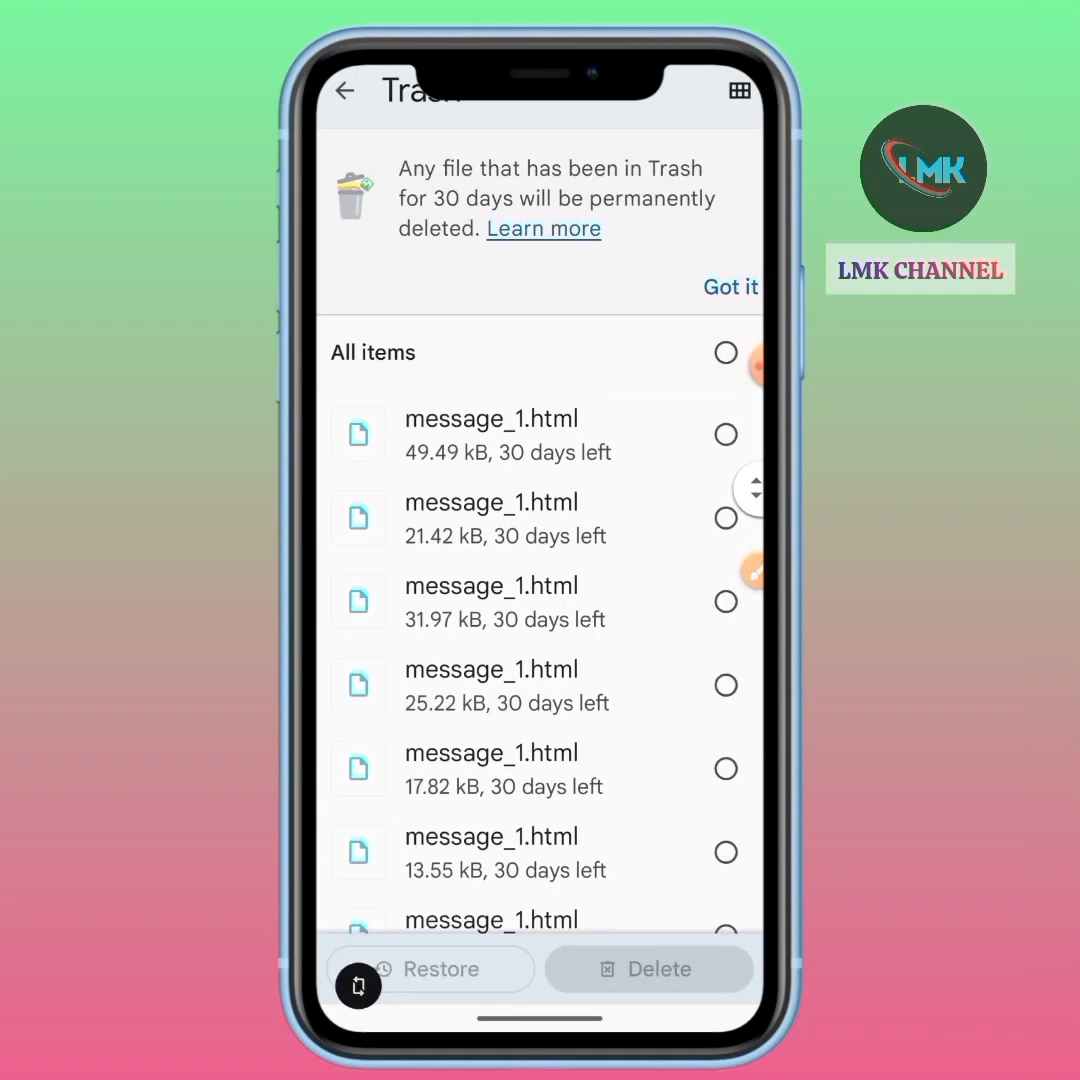 Trash
Any file that has been in Trash
for 30 days will be permanently
deleted. Learn more
Got it
All items
message_1.html
49.49 kB, 30 days left
message_1.html
21.42 kB, 30 days left
message_1.html
31.97 kB, 30 days left
message_1.html
25.22 kB, 30 days left
message_1.html
17.82 kB, 30 days left
message_1.html
13.55 kB, 30 days left
message_1.html
Restore
Delete
LMK
LMK CHANNEL